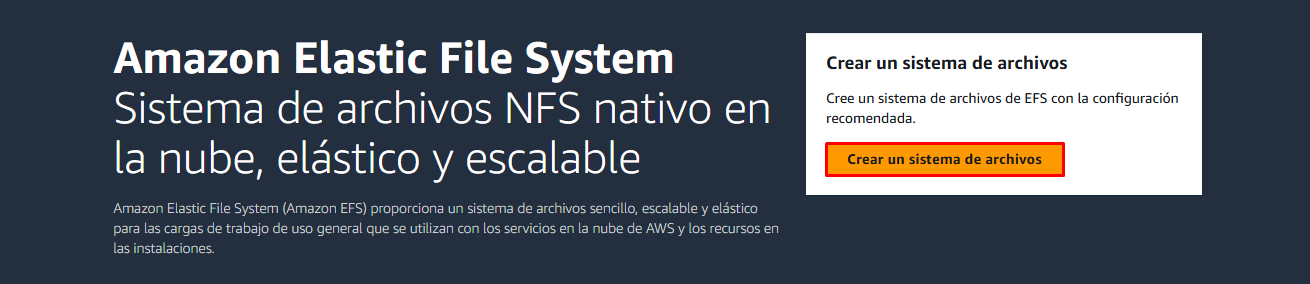 Amazon Elastic File System
Sistema de archivos NFS nativo en
la nube, elástico y escalable
Amazon Elastic File System (Amazon EFS) proporciona un sistema de archivos sencillo, escalable y elástico
para las cargas de trabajo de uso general que se utilizan con los servicios en la nube de AWS y los recursos en
las instalaciones.
Crear un sistema de archivos
Cree un sistema de archivos de EFS con la configuración
recomendada.
Crear un sistema de archivos